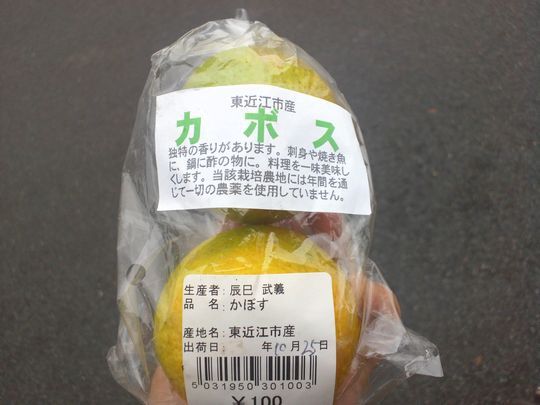 東近江市産
カボス
独特の香りがあります。刺身や焼き魚
に、鍋に酢の物に。料理を一味美味し
くします。当該栽培農地には年間を通
じて一切の農薬を使用していません。
生産者:辰巳 武義
品 名:かぼす
産地名:東近江市産
出荷日: 年10月25日
5031950301003
¥100